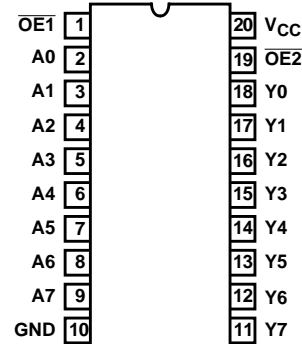 O̅E̅1̅ 1 20 VCC
A0 2 19 O̅E̅2̅
A1 3 18 Y0
A2 4 17 Y1
A3 5 16 Y2
A4 6 15 Y3
A5 7 14 Y4
A6 8 13 Y5
A7 9 12 Y6
GND 10 11 Y7